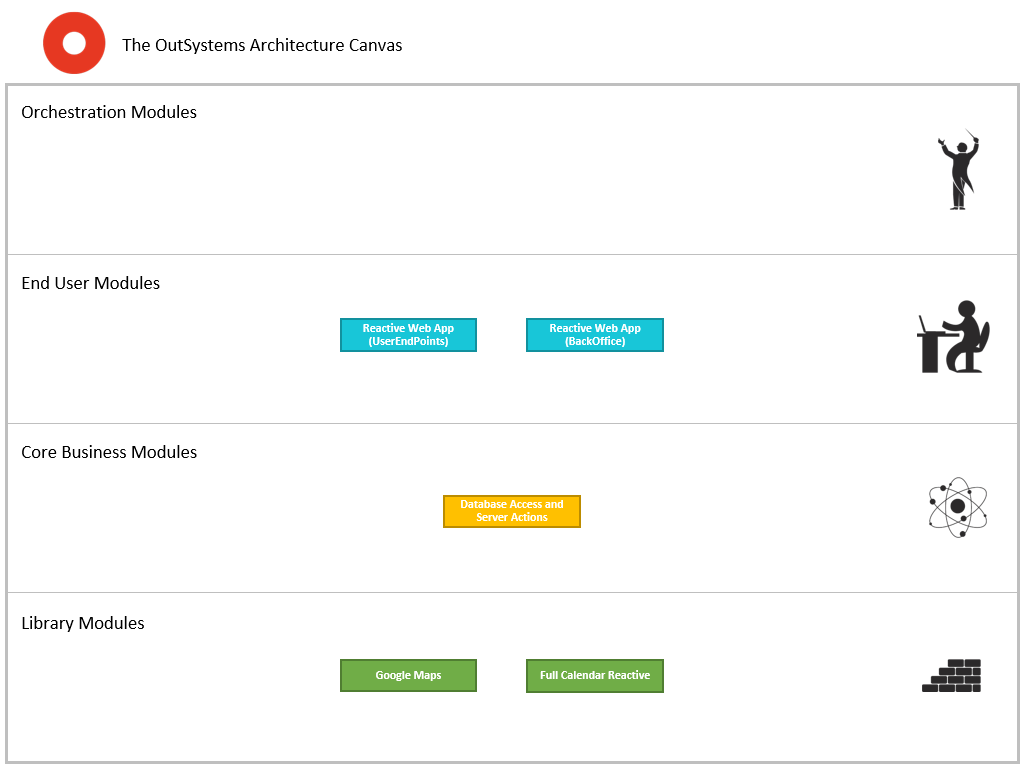 The OutSystems Architecture Canvas
Orchestration Modules
End User Modules
Reactive Web App
(UserEndPoints)
Reactive Web App
(BackOffice)
Core Business Modules
Database Access and
Server Actions
Library Modules
Google Maps
Full Calendar Reactive